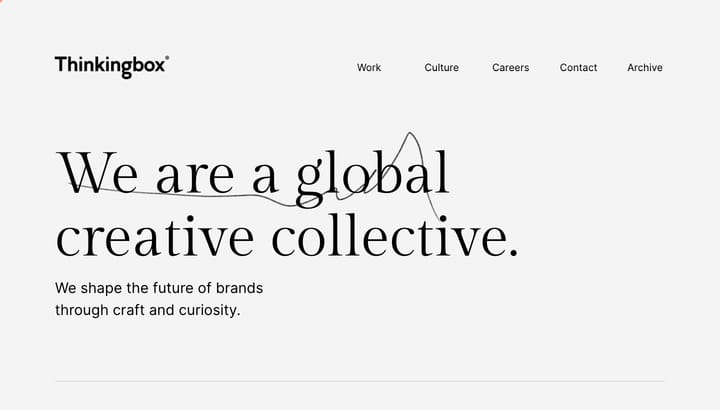 Thinkingbox®
Work Culture Careers Contact Archive
We are a global
creative collective.
We shape the future of brands
through craft and curiosity.